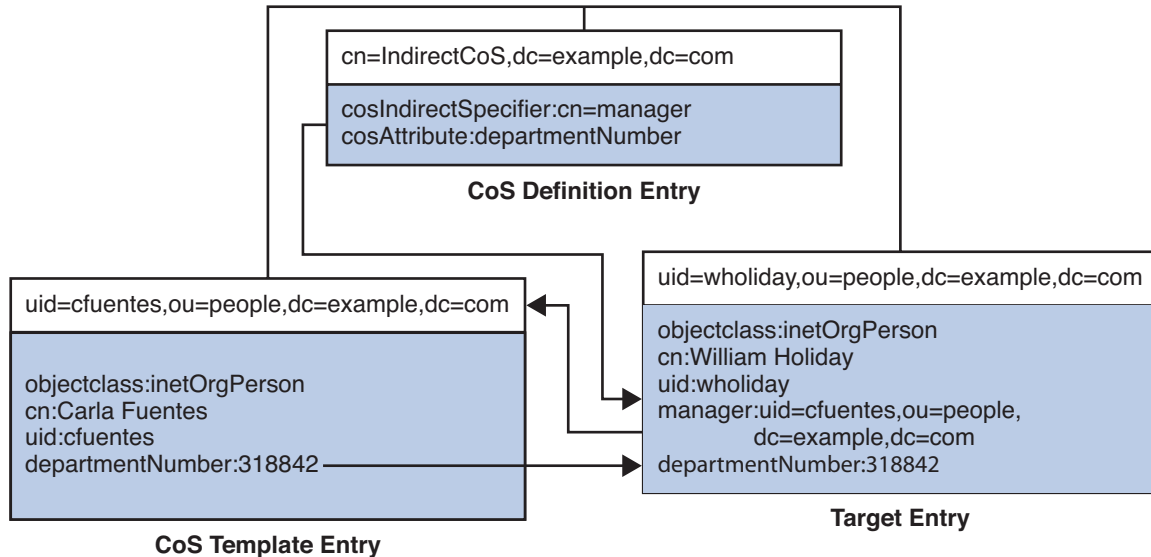 cn=IndirectCoS,dc=example,dc=com
cosIndirectSpecifier:cn=manager
cosAttribute:departmentNumber
CoS Definition Entry
uid=cfuentes,ou=people,dc=example,dc=com
objectclass:inetOrgPerson
cn:Carla Fuentes
uid:cfuentes
departmentNumber:318842
CoS Template Entry
uid=wholiday,ou=people,dc=example,dc=com
objectclass:inetOrgPerson
cn:William Holiday
uid:wholiday
manager:uid=cfuentes,ou=people,
dc=example,dc=com
departmentNumber:318842
Target Entry